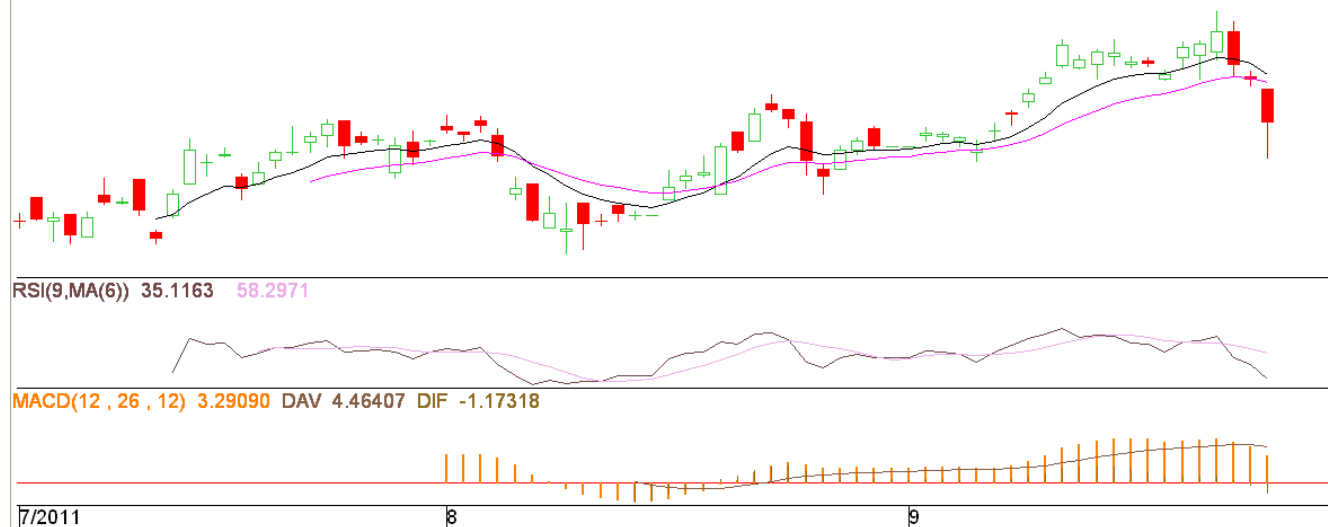 RSI(9,MA(6)) 35.1163 58.2971
MACD(12 , 26 , 12) 3.29090 DAV 4.46407 DIF -1.17318
7/2011 8 9